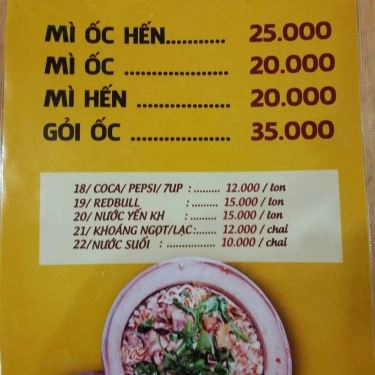 MÌ ỐC HẾN........... 25.000
MÌ ỐC .................. 20.000
MÌ HẾN ................ 20.000
GỎI ỐC ................ 35.000
18/ COCA/ PEPSI/ 7UP : ......... 12.000 / lon
19/ REDBULL : ......... 15.000 / lon
20/ NƯỚC YẾN KH : ......... 15.000 / lon
21/ KHOÁNG NGỌT/LẠC:....... 12.000 / chai
22/NƯỚC SUỐI : ................. 10.000 / chai